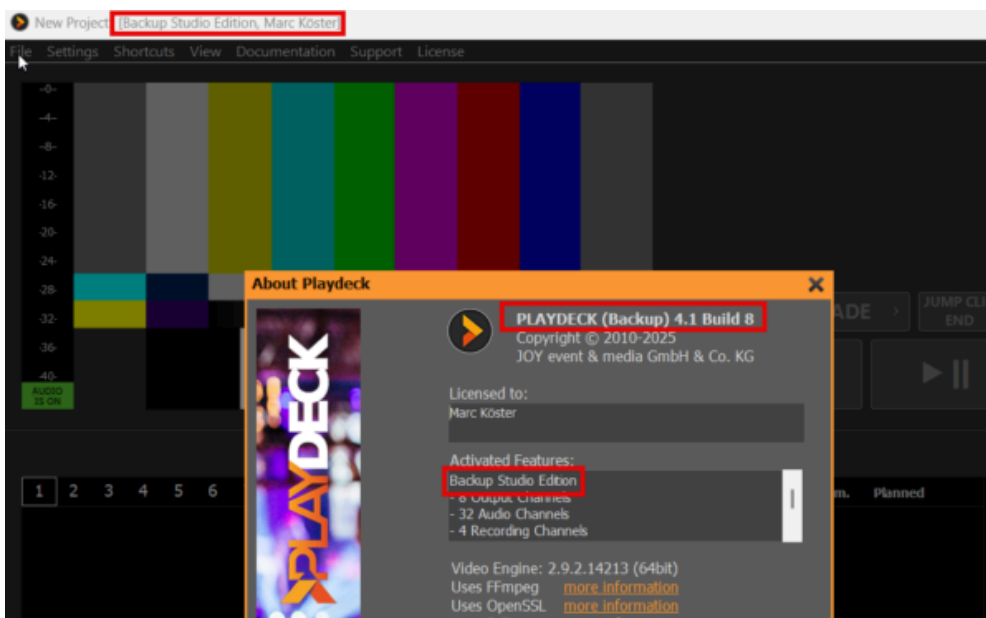 New Project [Backup Studio Edition, Marc Köster]
File Settings Shortcuts View Documentation Support License
-0-
-4-
-8-
-12-
-16-
-20-
-24-
-28-
-32-
-36-
-40-
AUDIO
IS ON
About Playdeck
PLAYDECK
PLAYDECK (Backup) 4.1 Build 8
Copyright © 2010-2025
JOY event & media GmbH & Co. KG
Licensed to:
Marc Köster
Activated Features:
Backup Studio Edition
- 8 Output Channels
- 32 Audio Channels
- 4 Recording Channels
Video Engine: 2.9.2.14213 (64bit)
Uses FFmpeg more information
Uses OpenSSL more information
ADE
JUMP CLI
END
1 2 3 4 5 6
m. Planned